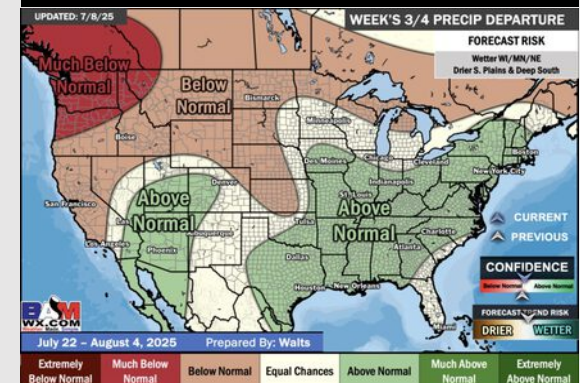 UPDATED: 7/8/25
WEEK'S 3/4 PRECIP DEPARTURE
FORECAST RISK
Wetter WI/MN/NE
Drier S. Plains & Deep South
Much Below
Normal
Below
Normal
Bismarck
Minneapolis
Boise
Boston
Des Moines
Chicago
Cleveland
New York City
Denver
Indianapolis
San Francisco
St. Louis
Above
Normal
Above
Normal
Las
Albuquerque
Tulsa
Charlotte
Los Angeles
Phoenix
Atlanta
Dallas
Houston
New Orleans
Miami
CURRENT
PREVIOUS
CONFIDENCE
Below Normal
Above Normal
FORECAST TREND RISK
DRIER
WETTER
BAM
WX.COM
July 22 – August 4, 2025
Prepared By: Walts
Extremely
Below Normal
Much Below
Normal
Below Normal
Equal Chances
Above Normal
Much Above
Normal
Extremely
Above Normal